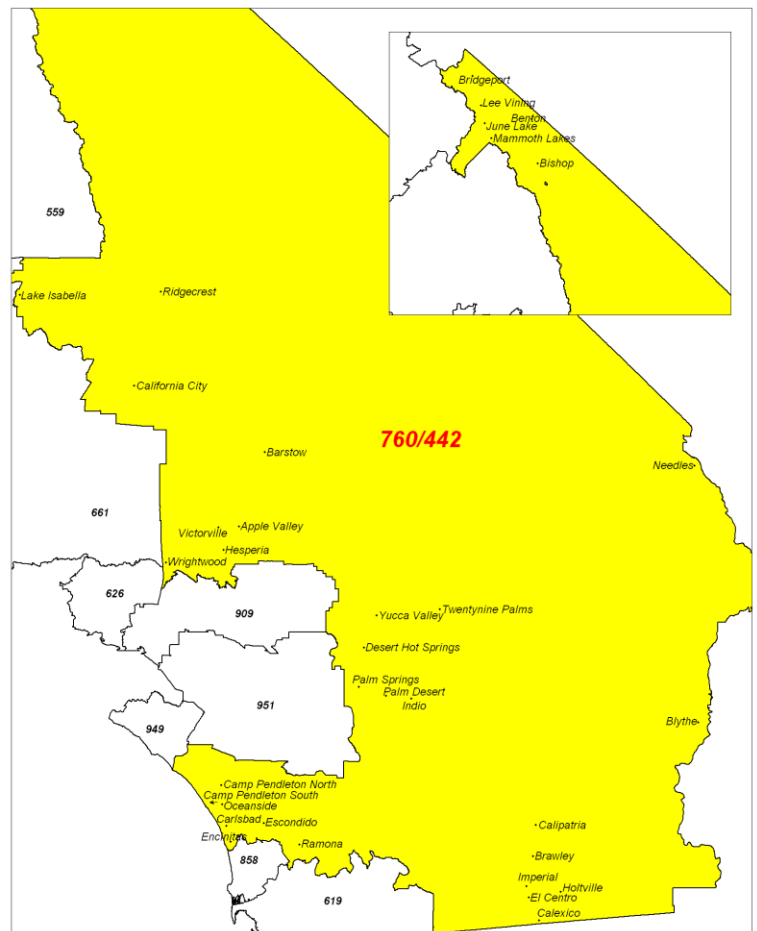 Bridgeport
Lee Vining
Benton
June Lake
Mammoth Lakes
Bishop
559
Lake Isabella
Ridgecrest
California City
760/442
Barstow
Needles
661
Victorville
Apple Valley
Hesperia
Wrightwood
626
909
Yucca Valley
Twentynine Palms
Desert Hot Springs
Palm Springs
Palm Desert
Indio
951
949
Blythe
Camp Pendleton North
Camp Pendleton South
Oceanside
Carlsbad
Escondido
Encinitas
Ramona
858
619
Calipatria
Brawley
Imperial
Holtville
El Centro
Calexico